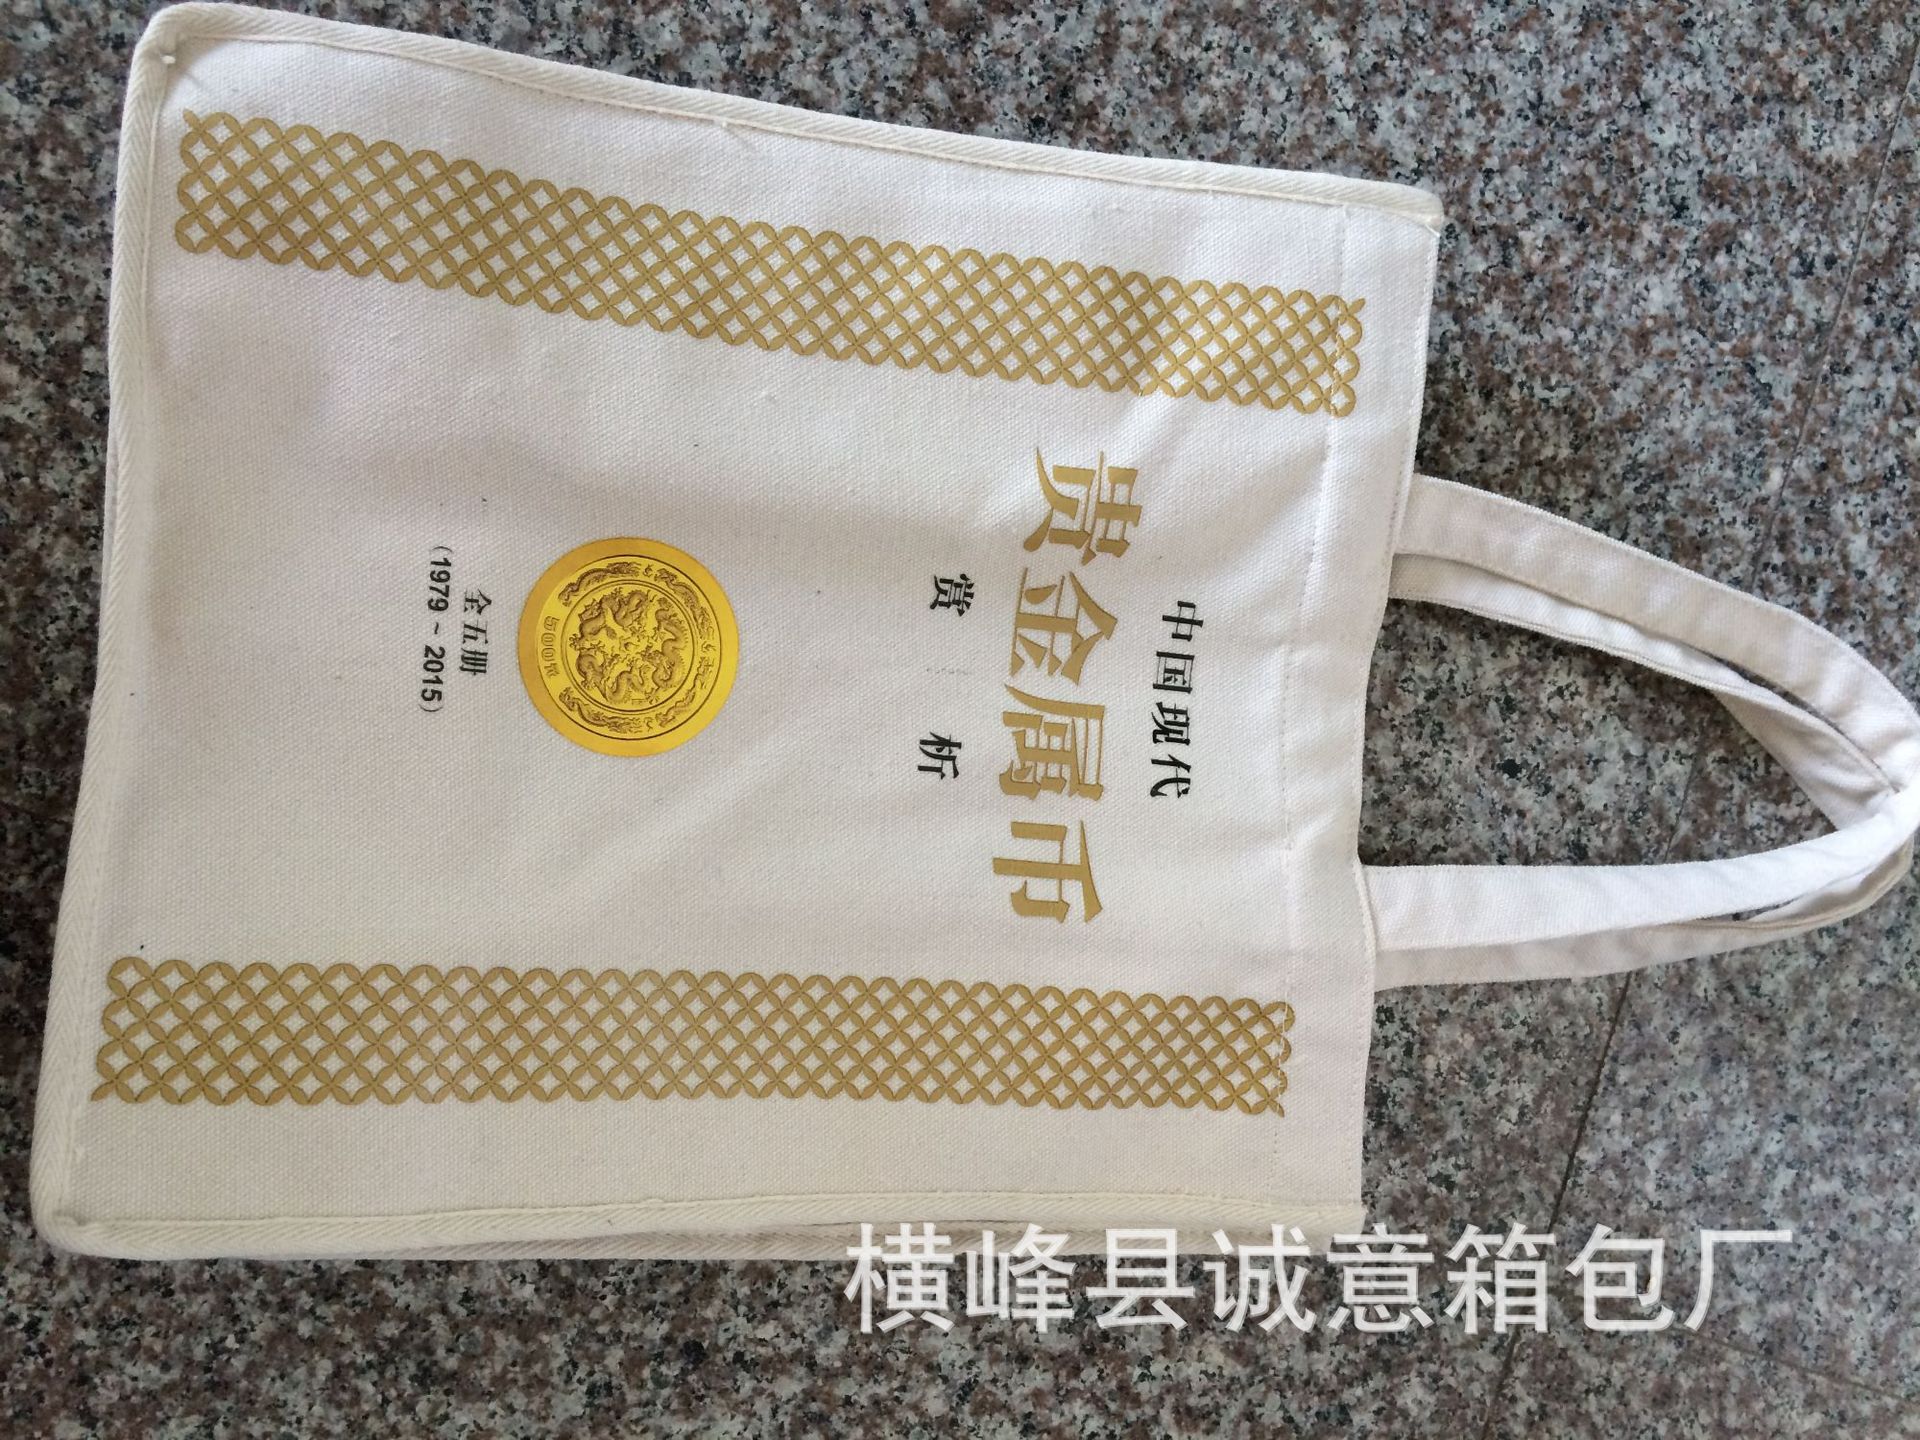 中国现代
贵金属币
赏析
500元
全五册
(1979~2015)
横峰县诚意箱包厂